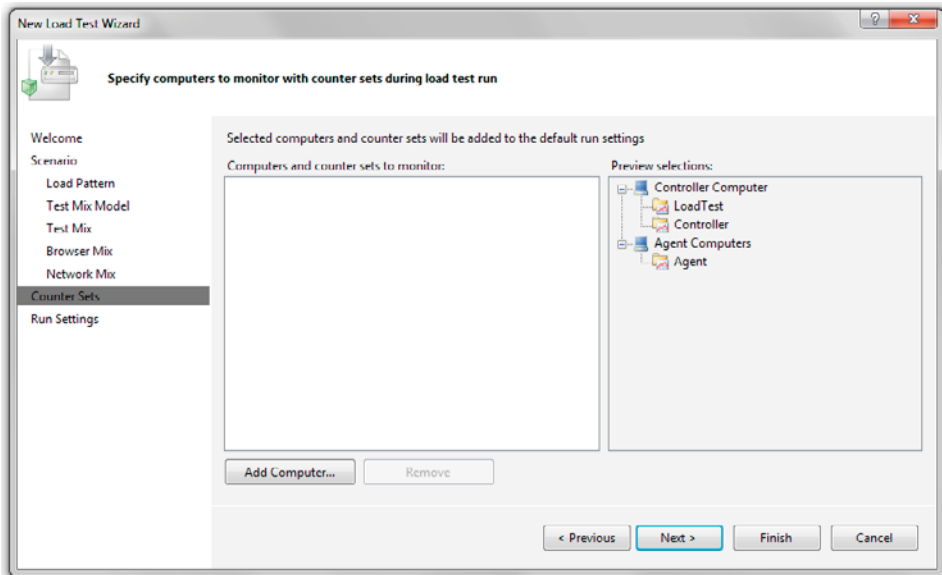 New Load Test Wizard
Specify computers to monitor with counter sets during load test run
Welcome
Scenario
Load Pattern
Test Mix Model
Test Mix
Browser Mix
Network Mix
Counter Sets
Run Settings
Selected computers and counter sets will be added to the default run settings
Computers and counter sets to monitor:
Preview selections:
Controller Computer
LoadTest
Controller
Agent Computers
Agent
Add Computer...
Remove
< Previous
Next >
Finish
Cancel